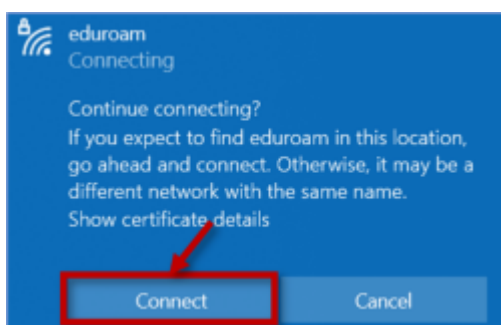 eduroam
Connecting
Continue connecting?
If you expect to find eduroam in this location,
go ahead and connect. Otherwise, it may be a
different network with the same name.
Show certificate details
Connect
Cancel